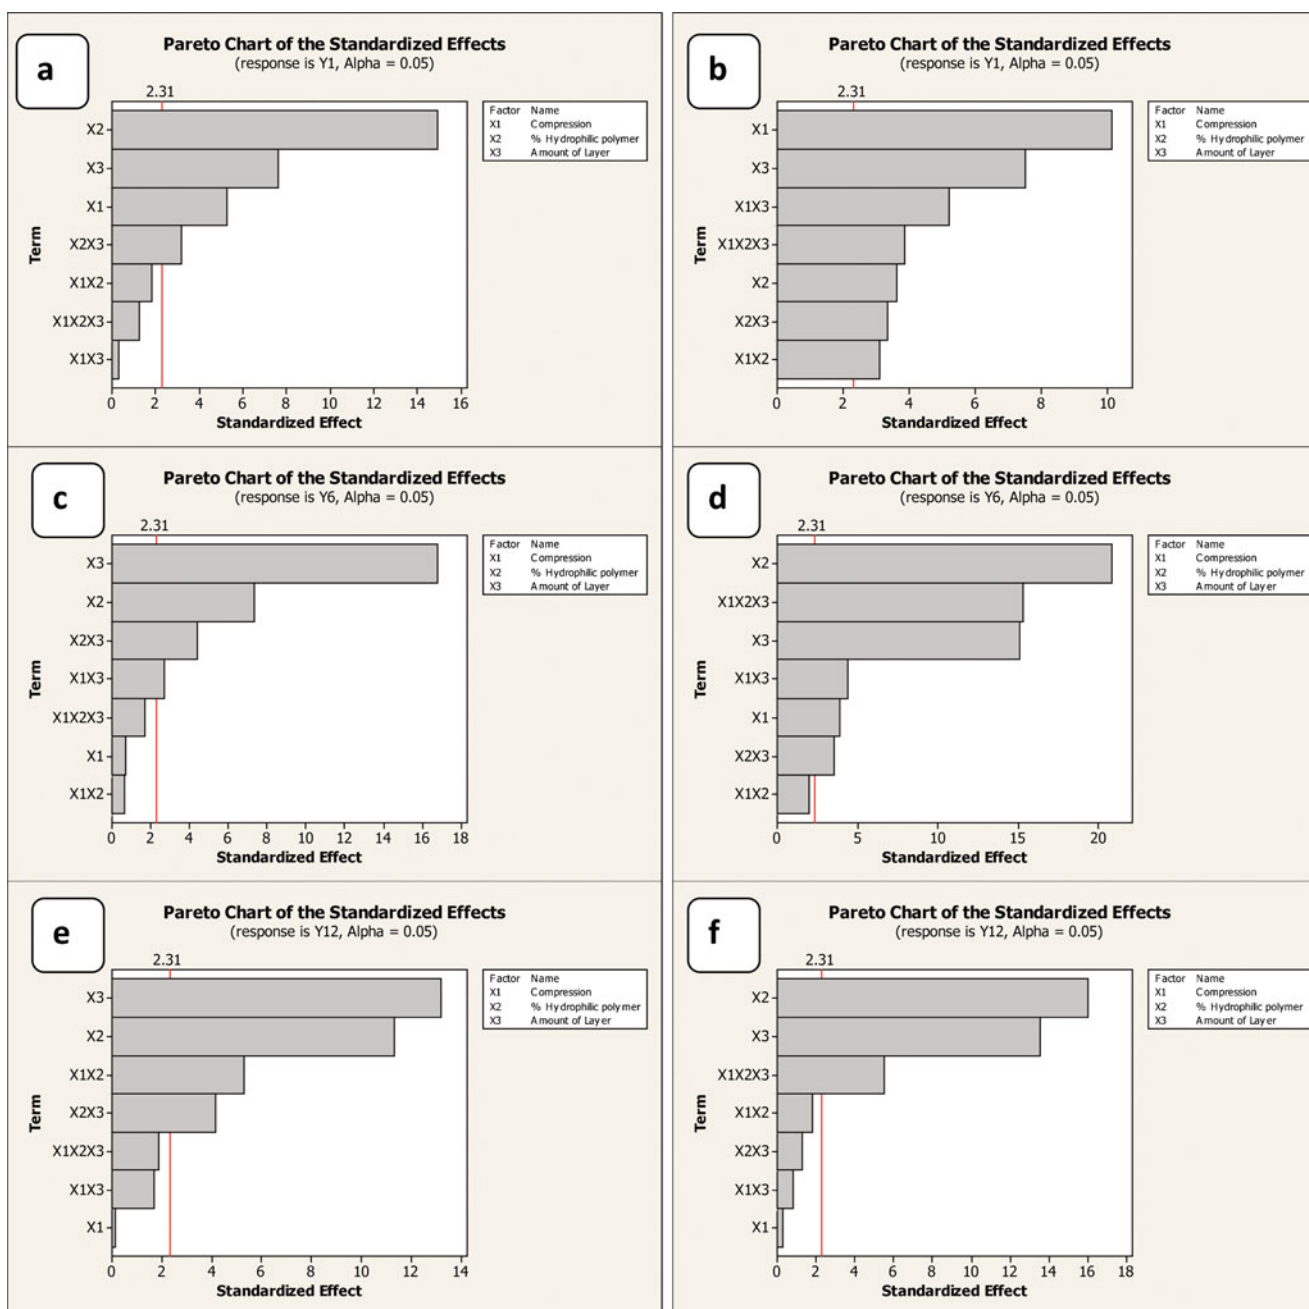 a
Pareto Chart of the Standardized Effects
(response is Y1, Alpha = 0.05)
2.31
Factor Name
X1 Compression
X2 % Hydrophilic polymer
X3 Amount of Layer
Term
X2
X3
X1
X2X3
X1X2
X1X2X3
X1X3
0 2 4 6 8 10 12 14 16
Standardized Effect
b
Pareto Chart of the Standardized Effects
(response is Y1, Alpha = 0.05)
2.31
Factor Name
X1 Compression
X2 % Hydrophilic polymer
X3 Amount of Layer
Term
X1
X3
X1X3
X1X2X3
X2
X2X3
X1X2
0 2 4 6 8 10
Standardized Effect
c
Pareto Chart of the Standardized Effects
(response is Y6, Alpha = 0.05)
2.31
Factor Name
X1 Compression
X2 % Hydrophilic polymer
X3 Amount of Layer
Term
X3
X2
X2X3
X1X3
X1X2X3
X1
X1X2
0 2 4 6 8 10 12 14 16 18
Standardized Effect
d
Pareto Chart of the Standardized Effects
(response is Y6, Alpha = 0.05)
2.31
Factor Name
X1 Compression
X2 % Hydrophilic polymer
X3 Amount of Layer
Term
X2
X1X2X3
X3
X1X3
X1
X2X3
X1X2
0 5 10 15 20
Standardized Effect
e
Pareto Chart of the Standardized Effects
(response is Y12, Alpha = 0.05)
2.31
Factor Name
X1 Compression
X2 % Hydrophilic polymer
X3 Amount of Layer
Term
X3
X2
X1X2
X2X3
X1X2X3
X1X3
X1
0 2 4 6 8 10 12 14
Standardized Effect
f
Pareto Chart of the Standardized Effects
(response is Y12, Alpha = 0.05)
2.31
Factor Name
X1 Compression
X2 % Hydrophilic polymer
X3 Amount of Layer
Term
X2
X3
X1X2X3
X1X2
X2X3
X1X3
X1
0 2 4 6 8 10 12 14 16 18
Standardized Effect